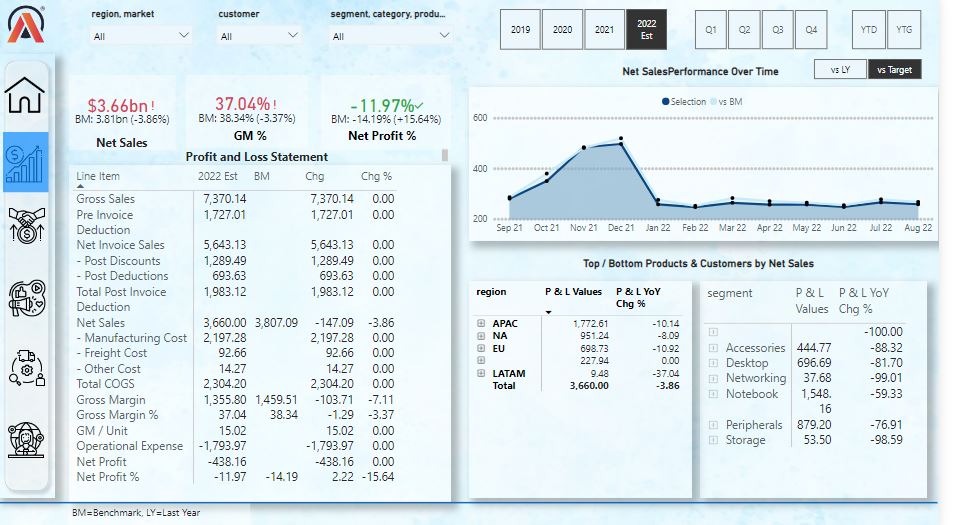 region, market
customer
segment, category, produ...
All
All
All
2019
2020
2021
2022
Est
Q1
Q2
Q3
Q4
YTD
YTG
Net SalesPerformance Over Time
vs LY
vs Target
$3.66bn !
BM: 3.81bn (-3.86%)
Net Sales
37.04% !
BM: 38.34% (-3.37%)
GM %
-11.97%
BM: -14.19% (+15.64%)
Net Profit %
Selection
vs BM
600
400
200
Sep 21 Oct 21 Nov 21 Dec 21 Jan 22 Feb 22 Mar 22 Apr 22 May 22 Jun 22 Jul 22 Aug 22
Profit and Loss Statement
Line Item 2022 Est BM Chg Chg %
Gross Sales 7,370.14 7,370.14 0.00
Pre Invoice 1,727.01 1,727.01 0.00
Deduction
Net Invoice Sales 5,643.13 5,643.13 0.00
- Post Discounts 1,289.49 1,289.49 0.00
- Post Deductions 693.63 693.63 0.00
Total Post Invoice 1,983.12 1,983.12 0.00
Deduction
Net Sales 3,660.00 3,807.09 -147.09 -3.86
- Manufacturing Cost 2,197.28 2,197.28 0.00
- Freight Cost 92.66 92.66 0.00
- Other Cost 14.27 14.27 0.00
Total COGS 2,304.20 2,304.20 0.00
Gross Margin 1,355.80 1,459.51 -103.71 -7.11
Gross Margin % 37.04 38.34 -1.29 -3.37
GM / Unit 15.02 15.02 0.00
Operational Expense -1,793.97 -1,793.97 0.00
Net Profit -438.16 -438.16 0.00
Net Profit % -11.97 -14.19 2.22 -15.64
Top / Bottom Products & Customers by Net Sales
region P & L Values P & L YoY
Chg %
APAC 1,772.61 -10.14
NA 951.24 -8.09
EU 698.73 -10.92
227.94 0.00
LATAM 9.48 -37.04
Total 3,660.00 -3.86
segment P & L P & L YoY
Values Chg %
-100.00
Accessories 444.77 -88.32
Desktop 696.69 -81.70
Networking 37.68 -99.01
Notebook 1,548. -59.33
16
Peripherals 879.20 -76.91
Storage 53.50 -98.59
BM=Benchmark, LY=Last Year